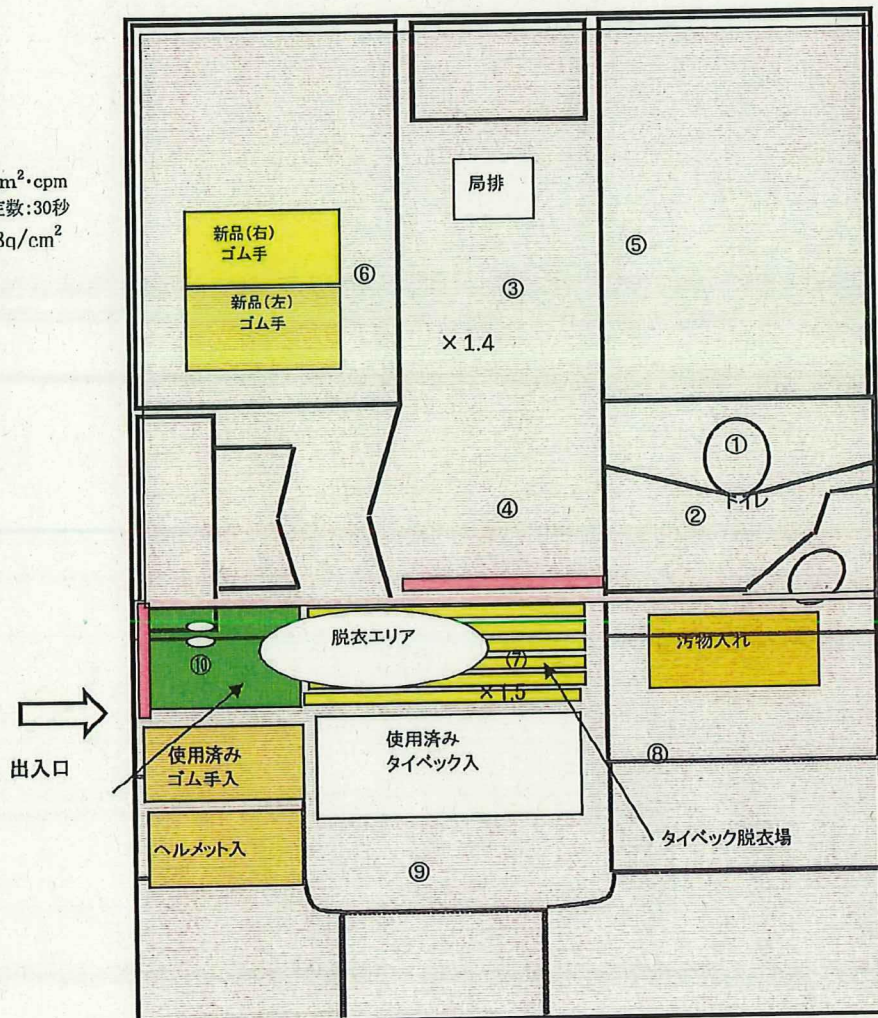 m²·cpm
定数:30秒
Bq/cm²
局排
新品(右)
ゴム手
⑤
⑥
③
新品(左)
ゴム手
× 1.4
①
④
②
トイレ
脱衣エリア
汚物入れ
⑩
(7)
× 1.5
出入口
使用済み
ゴム手入
使用済み
タイベック入
⑧
ヘルメット入
タイベック脱衣場
⑨